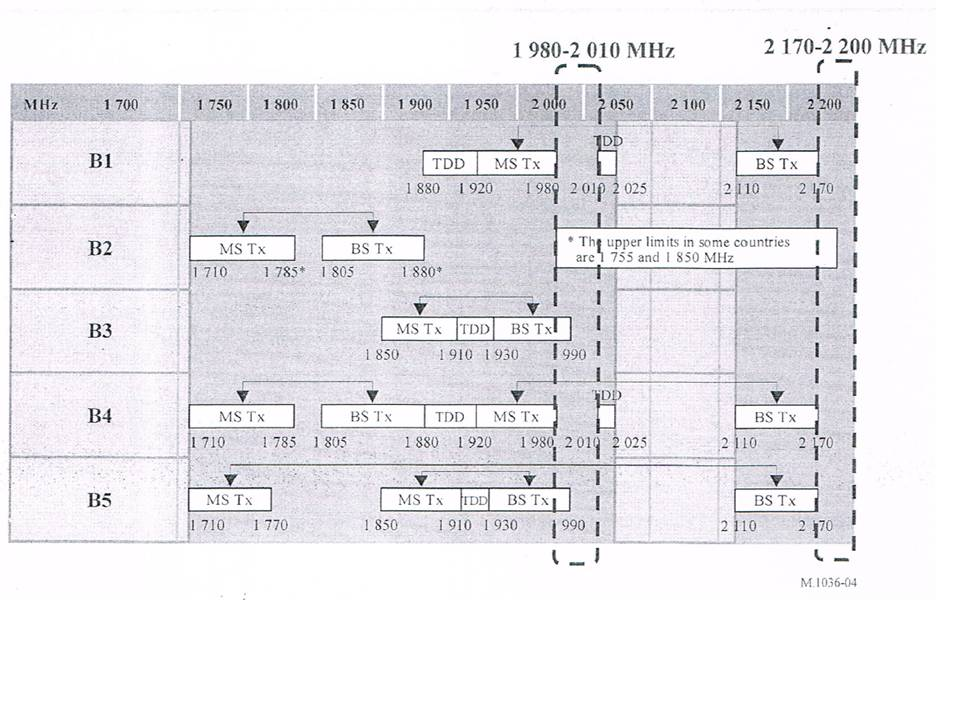 1 980-2 010 MHz 2 170-2 200 MHz
MHz 1 700 1 750 1 800 1 850 1 900 1 950 2 000 2 050 2 100 2 150 2 200
TDD
B1 TDD MS Tx BS Tx
1 880 1 920 1 980 2 010 2 025 2 110 2 170
B2 MS Tx BS Tx * The upper limits in some countries
are 1 755 and 1 850 MHz
1 710 1 785* 1 805 1 880*
B3 MS Tx TDD BS Tx
1 850 1 910 1 930 990
TDD
B4 MS Tx BS Tx TDD MS Tx BS Tx
1 710 1 785 1 805 1 880 1 920 1 980 2 010 2 025 2 110 2 170
B5 MS Tx MS Tx TDD BS Tx BS Tx
1 710 1 770 1 850 1 910 1 930 990 2 110 2 170
M.1036-04